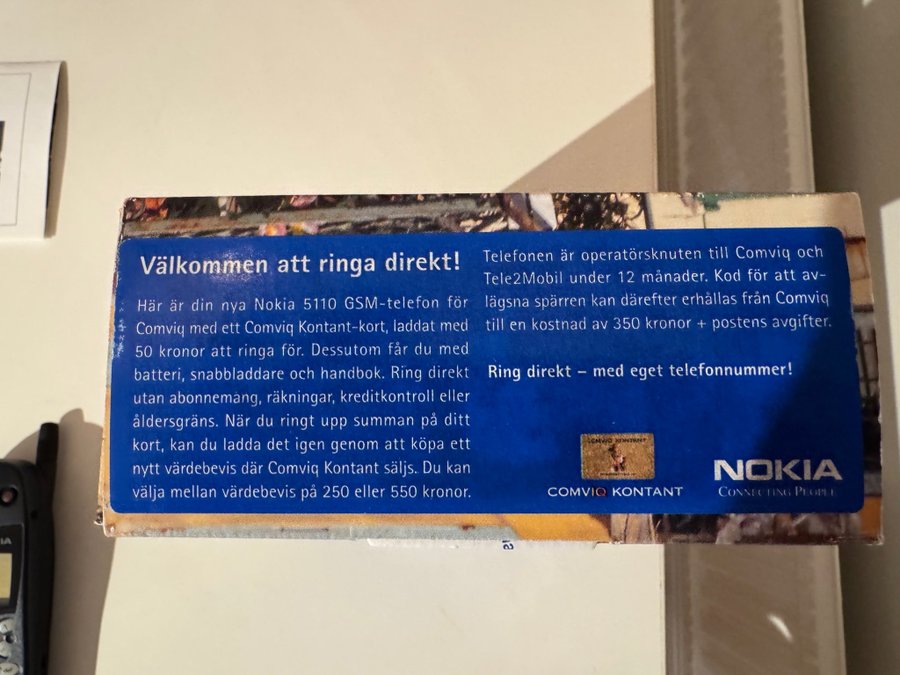 Välkommen att ringa direkt!
Här är din nya Nokia 5110 GSM-telefon för
Comviq med ett Comviq Kontant-kort, laddat med
50 kronor att ringa för. Dessutom får du med
batteri, snabbladdare och handbok. Ring direkt
utan abonnemang, räkningar, kreditkontroll eller
åldersgräns. När du ringt upp summan på ditt
kort, kan du ladda det igen genom att köpa ett
nytt värdebevis där Comviq Kontant säljs. Du kan
välja mellan värdebevis på 250 eller 550 kronor.
Telefonen är operatörsknuten till Comviq och
Tele2Mobil under 12 månader. Kod för att av-
lägsna spärren kan därefter erhållas från Comviq
till en kostnad av 350 kronor + postens avgifter.
Ring direkt – med eget telefonnummer!
COMVIQ KONTANT
COMVIQ KONTANT
NOKIA
CONNECTING PEOPLE